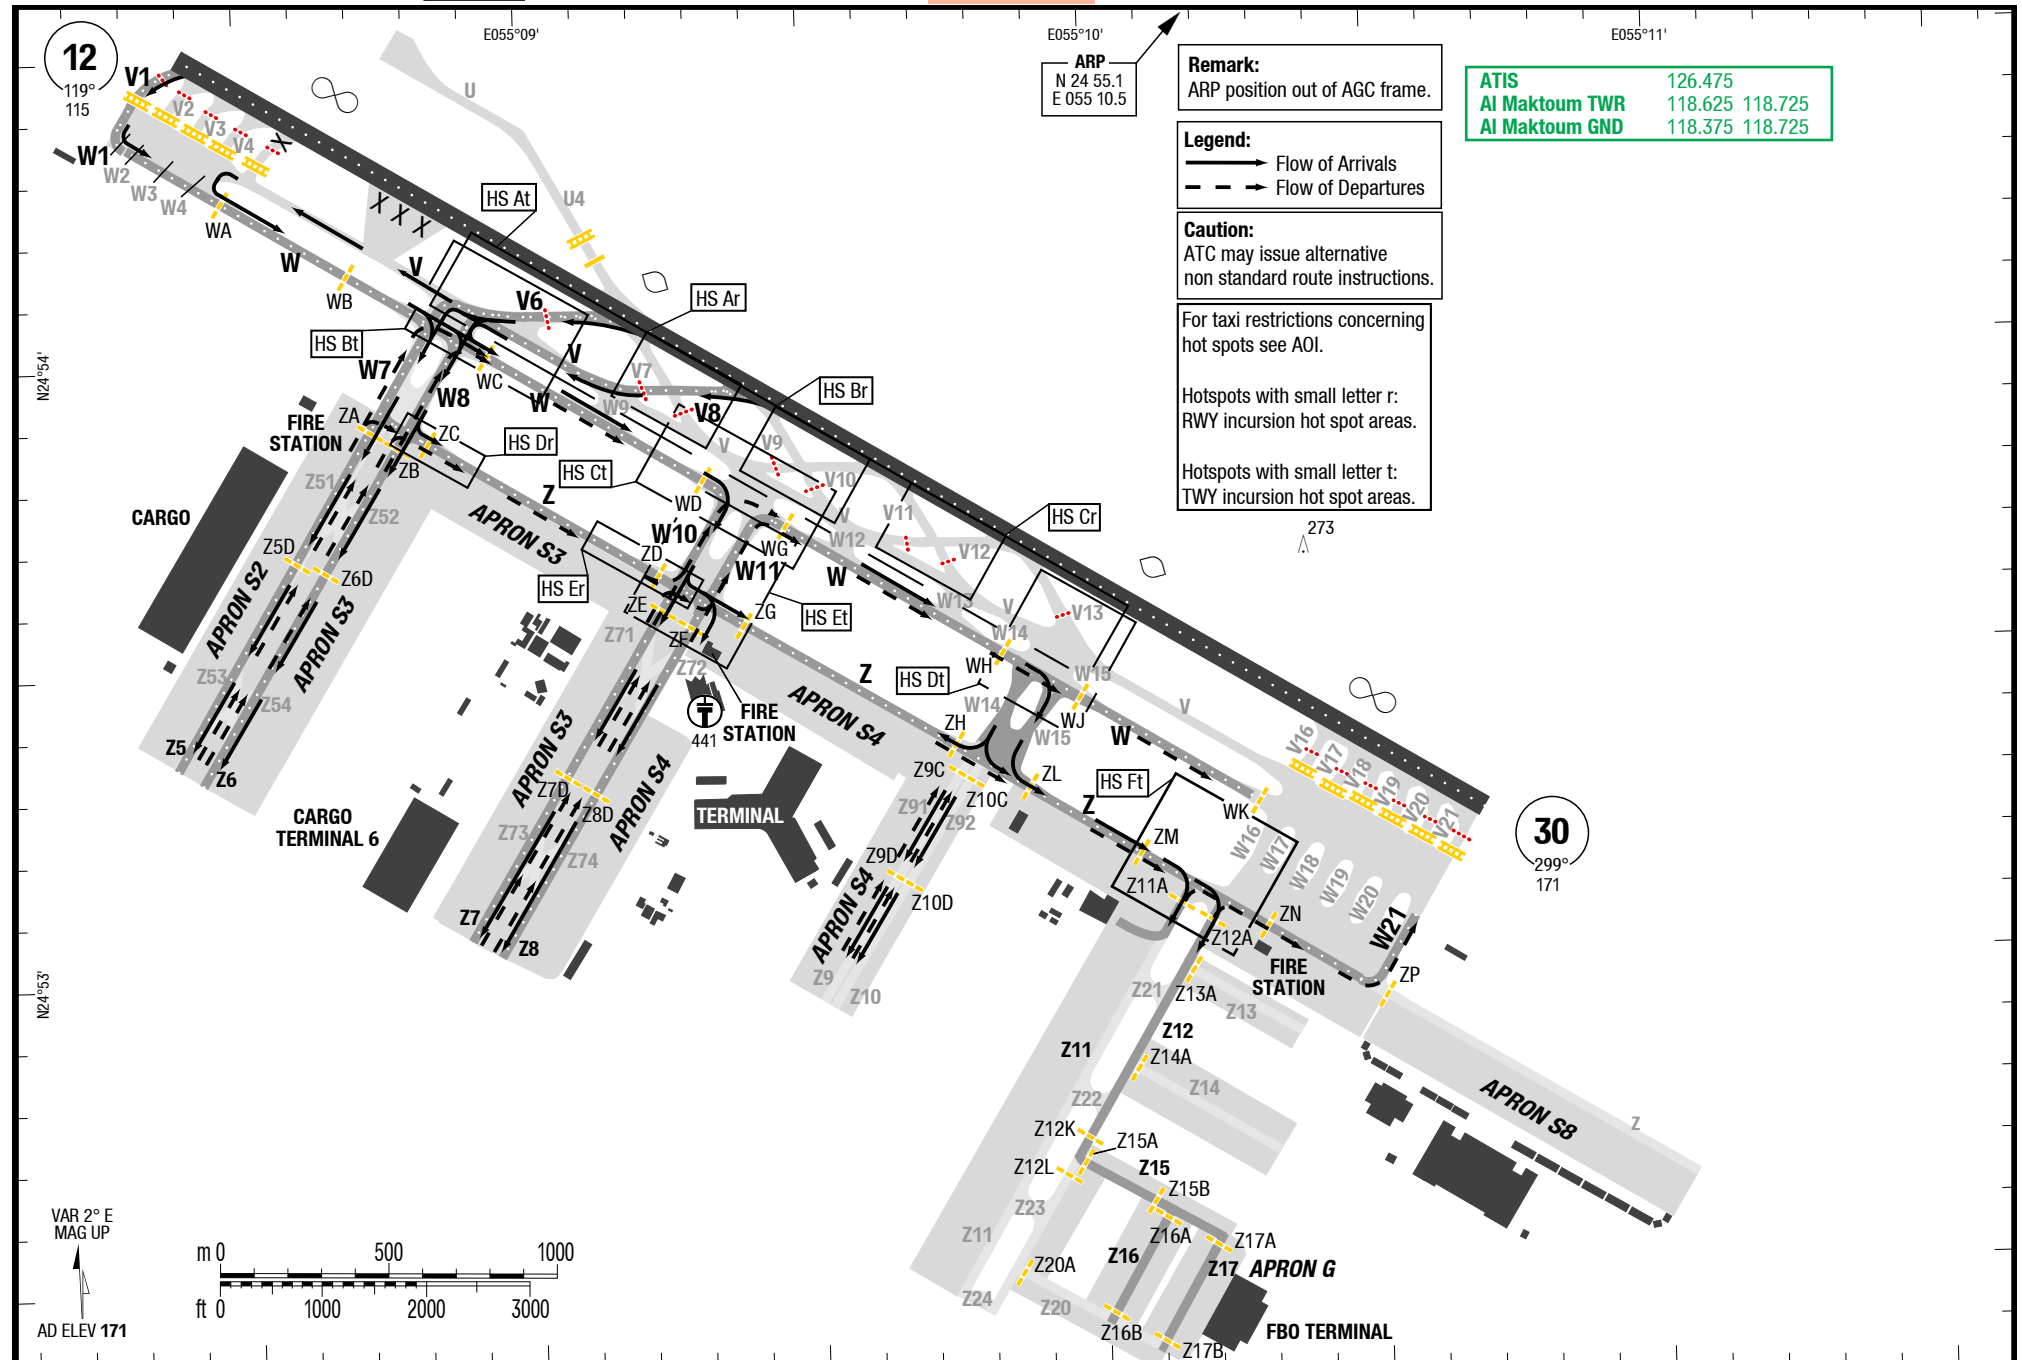 E055°09'
E055°10'
E055°11'
12
119°
115
ARP
N 24 55.1
E 055 10.5
Remark:
ARP position out of AGC frame.
ATIS 126.475
Al Maktoum TWR 118.625 118.725
Al Maktoum GND 118.375 118.725
Legend:
Flow of Arrivals
Flow of Departures
Caution:
ATC may issue alternative
non standard route instructions.
For taxi restrictions concerning
hot spots see AOI.
Hotspots with small letter r:
RWY incursion hot spot areas.
Hotspots with small letter t:
TWY incursion hot spot areas.
273
V1
V2
V3
V4
X
U
U4
W1
W2
W3
W4
WA
W
WB
X X X
V
HS At
HS Ar
V6
V
HS Bt
W7
W8
WC
W
W9
V7
V8
HS Br
V
V9
V10
N24°54'
FIRE
STATION
ZA
ZC
ZB
HS Dr
HS Ct
WD
W10
Z
Z51
Z52
CARGO
APRON S3
Z5D
Z6D
APRON S2
APRON S3
Z53
Z54
Z5
Z6
ZD
HS Er
ZE
ZF
ZG
WG
W11
HS Et
V
W12
W
V11
V12
HS Cr
W13
V
V13
W14
WH
W15
HS Dt
W14
WJ
W15
Z71
Z72
441
FIRE
STATION
Z
APRON S4
ZH
Z9C
Z10C
ZL
W
V
HS Ft
WK
V16
V17
V18
V19
V20
V21
30
299°
171
APRON S3
APRON S4
Z7D
Z8D
Z73
Z74
Z7
Z8
CARGO
TERMINAL 6
TERMINAL
Z91
Z92
Z9D
Z10D
APRON S4
Z9
Z10
Z
ZM
Z11A
Z12A
W16
W17
W18
W19
W20
W21
ZN
ZP
FIRE
STATION
N24°53'
Z21
Z13A
Z13
Z12
Z11
Z14A
Z14
Z22
Z12K
Z15A
Z12L
Z15
Z15B
Z23
Z16A
Z17A
Z11
Z16
Z17
APRON G
Z20A
Z24
Z20
Z16B
Z17B
FBO TERMINAL
APRON S8
Z
VAR 2° E
MAG UP
AD ELEV 171
m 0 500 1000
ft 0 1000 2000 3000